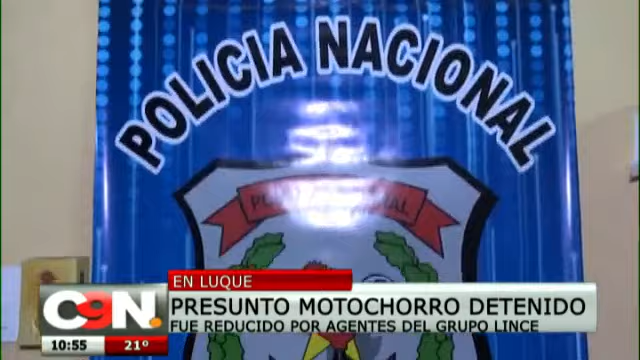 POLICIA NACIONAL
EN LUQUE
C9N.
PRESUNTO MOTOCHORRO DETENIDO
FUE REDUCIDO POR AGENTES DEL GRUPO LINCE
10:55 21°